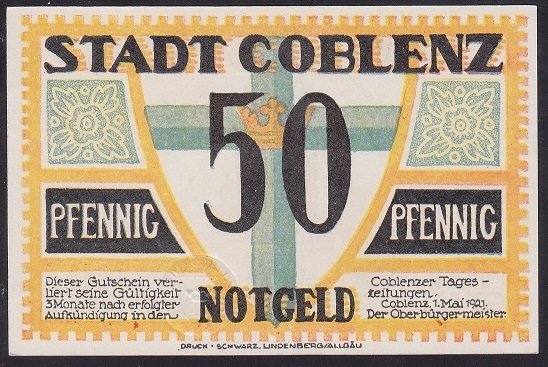 STADT COBLENZ
50
PFENNIG
PFENNIG
Dieser Gutschein ver-
liert seine Gültigkeit
3 Monate nach erfolgter
Aufkündigung in den
NOTGELD
Coblenzer Tages-
zeitungen.
Coblenz, 1. Mai 1921.
Der Oberbürgermeister
DRUCK · SCHWARZ, LINDENBERG/ALLGÄU